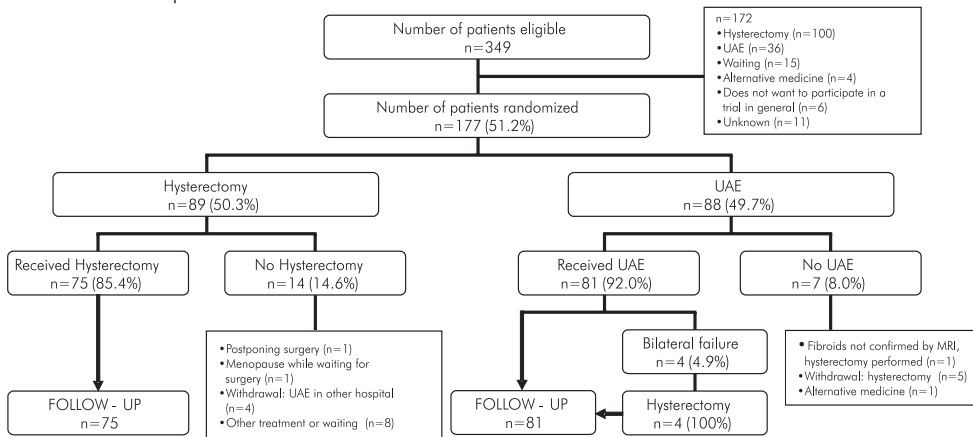 Number of patients eligible
n=349
n=172
•Hysterectomy (n=100)
•UAE (n=36)
•Waiting (n=15)
•Alternative medicine (n=4)
•Does not want to participate in a
trial in general (n=6)
•Unknown (n=11)
Number of patients randomized
n=177 (51.2%)
Hysterectomy
n=89 (50.3%)
UAE
n=88 (49.7%)
Received Hysterectomy
n=75 (85.4%)
No Hysterectomy
n=14 (14.6%)
Received UAE
n=81 (92.0%)
No UAE
n=7 (8.0%)
•Postponing surgery (n=1)
•Menopause while waiting for
surgery (n=1)
•Withdrawal: UAE in other hospital
(n=4)
•Other treatment or waiting (n=8)
Bilateral failure
n=4 (4.9%)
• Fibroids not confirmed by MRI,
hysterectomy performed (n=1)
•Withdrawal: hysterectomy (n=5)
•Alternative medicine (n=1)
FOLLOW - UP
75
FOLLOW - UP
81
Hysterectomy
n=4 (100%)